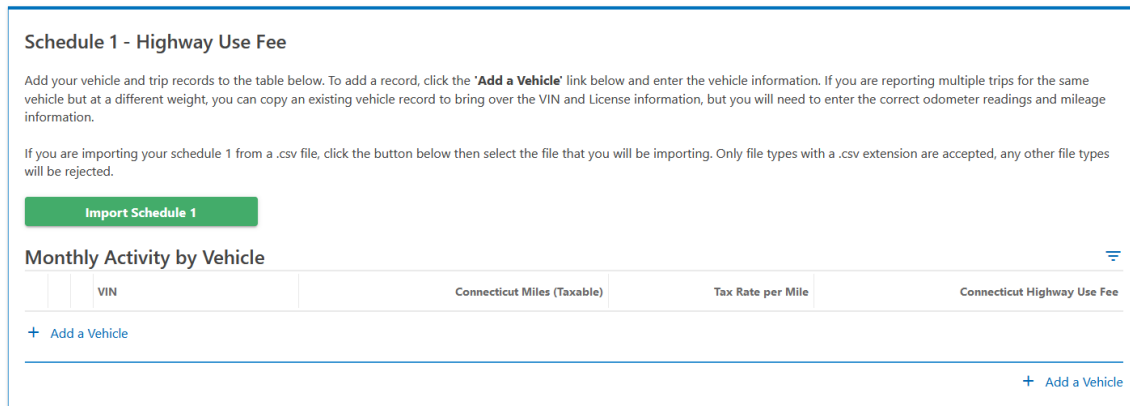 Schedule 1 - Highway Use Fee
Add your vehicle and trip records to the table below. To add a record, click the 'Add a Vehicle' link below and enter the vehicle information. If you are reporting multiple trips for the same
vehicle but at a different weight, you can copy an existing vehicle record to bring over the VIN and License information, but you will need to enter the correct odometer readings and mileage
information.
If you are importing your schedule 1 from a .csv file, click the button below then select the file that you will be importing. Only file types with a .csv extension are accepted, any other file types
will be rejected.
Import Schedule 1
Monthly Activity by Vehicle
VIN Connecticut Miles (Taxable) Tax Rate per Mile Connecticut Highway Use Fee
+ Add a Vehicle
+ Add a Vehicle